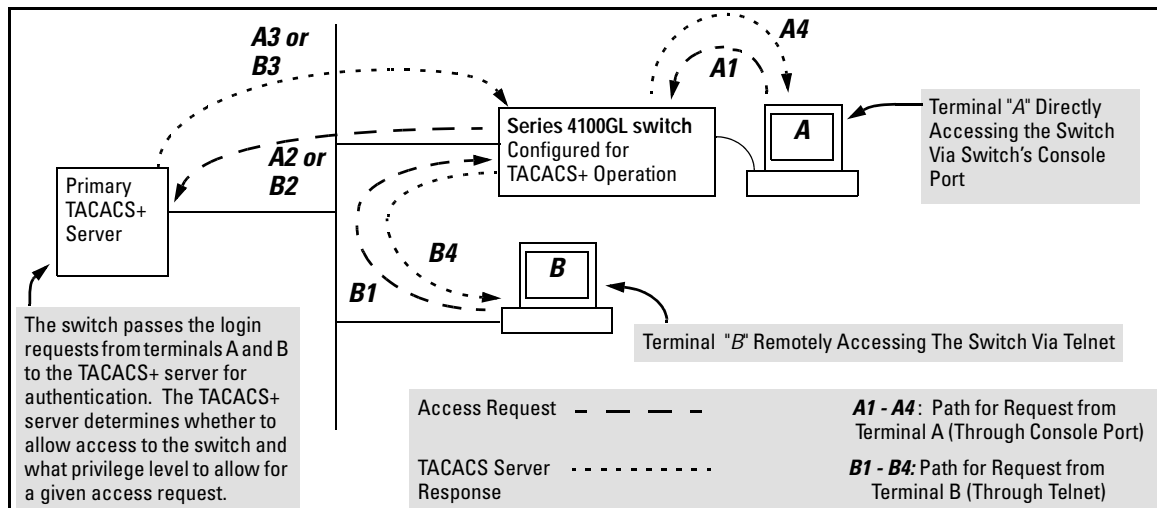 A3 or
B3
A4
A1
Series 4100GL switch
Configured for
TACACS+ Operation
A
Terminal "A" Directly
Accessing the Switch
Via Switch's Console
Port
A2 or
B2
Primary
TACACS+
Server
B4
B1
B
Terminal "B" Remotely Accessing The Switch Via Telnet
The switch passes the login
requests from terminals A and B
to the TACACS+ server for
authentication. The TACACS+
server determines whether to
allow access to the switch and
what privilege level to allow for
a given access request.
Access Request
A1 - A4 : Path for Request from
Terminal A (Through Console Port)
TACACS Server
Response
B1 - B4: Path for Request from
Terminal B (Through Telnet)